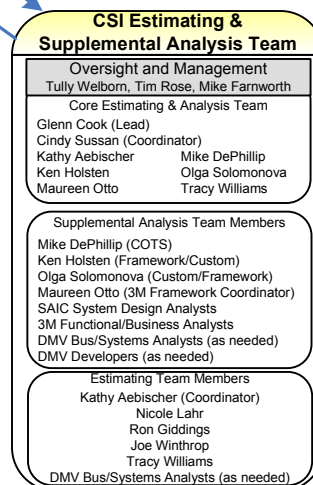 CSI Estimating &
Supplemental Analysis Team
Oversight and Management
Tully Welborn, Tim Rose, Mike Farnworth
Core Estimating & Analysis Team
Glenn Cook (Lead)
Cindy Sussan (Coordinator)
Kathy Aebischer Mike DePhillip
Ken Holsten Olga Solomonova
Maureen Otto Tracy Williams
Supplemental Analysis Team Members
Mike DePhillip (COTS)
Ken Holsten (Framework/Custom)
Olga Solomonova (Custom/Framework)
Maureen Otto (3M Framework Coordinator)
SAIC System Design Analysts
3M Functional/Business Analysts
DMV Bus/Systems Analysts (as needed)
DMV Developers (as needed)
Estimating Team Members
Kathy Aebischer (Coordinator)
Nicole Lahr
Ron Giddings
Joe Winthrop
Tracy Williams
DMV Bus/Systems Analysts (as needed)